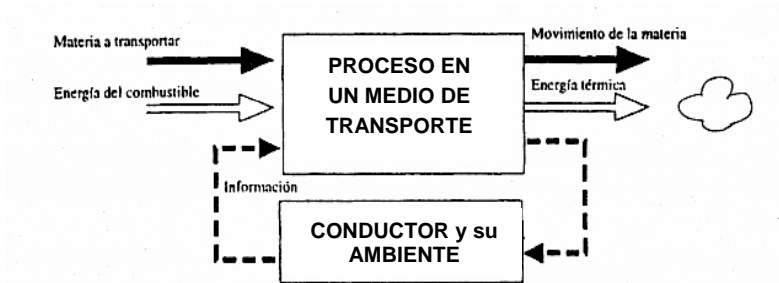 Materia a transportar
Movimiento de la materia
PROCESO EN
UN MEDIO DE
TRANSPORTE
Energía del combustible
Energía térmica
Información
CONDUCTOR y su
AMBIENTE